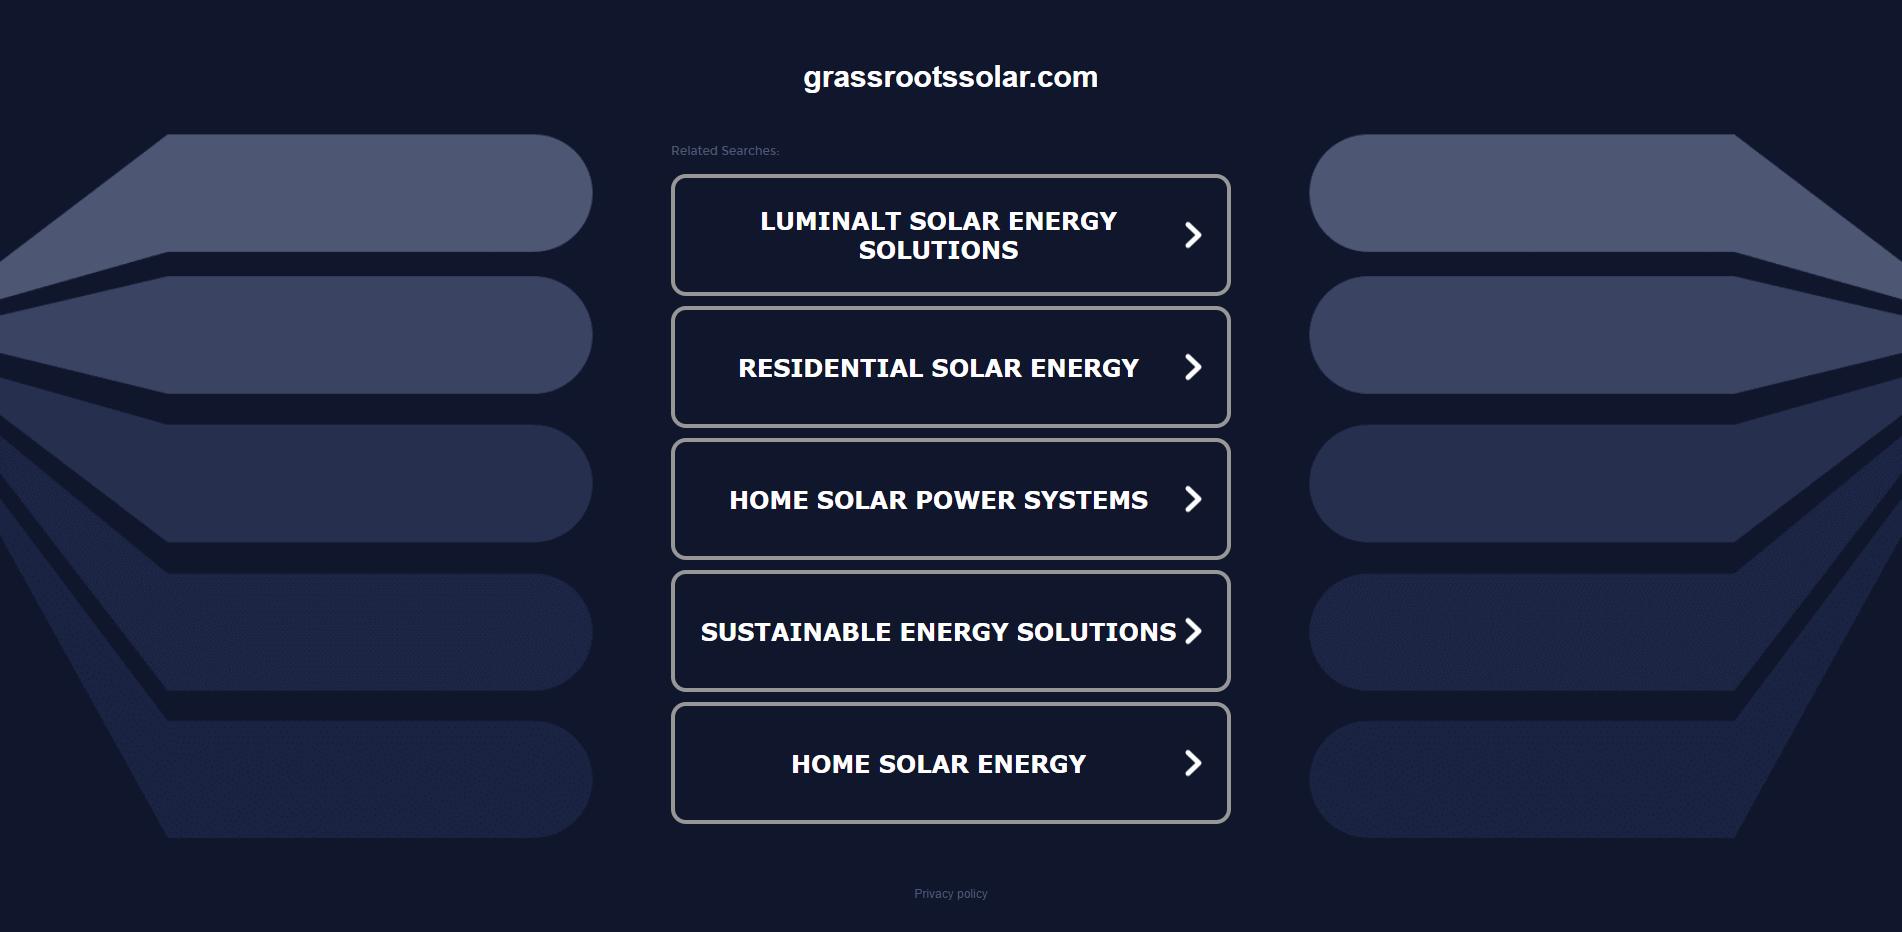 grassrootssolar.com
Related Searches:
LUMINALT SOLAR ENERGY
SOLUTIONS
RESIDENTIAL SOLAR ENERGY
HOME SOLAR POWER SYSTEMS
SUSTAINABLE ENERGY SOLUTIONS
HOME SOLAR ENERGY
Privacy policy